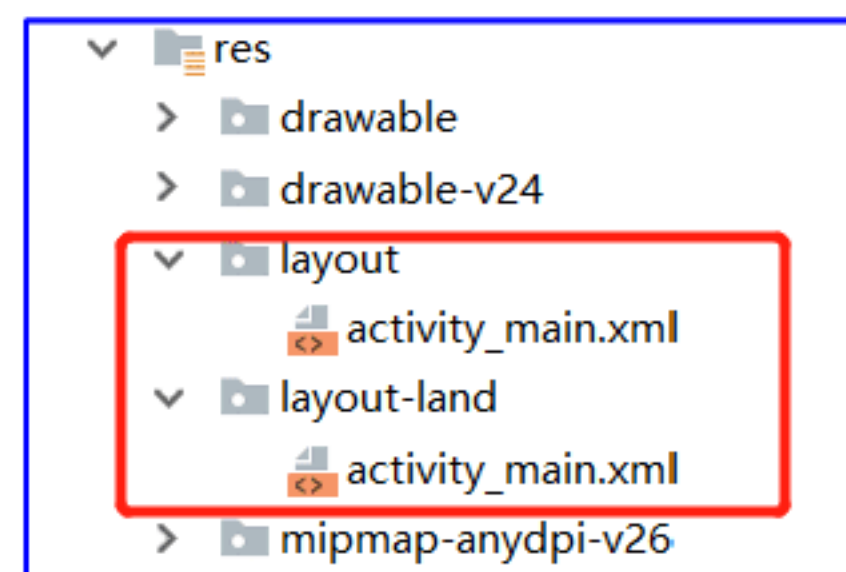 res
drawable
drawable-v24
layout
activity_main.xml
layout-land
activity_main.xml
mipmap-anydpi-v26